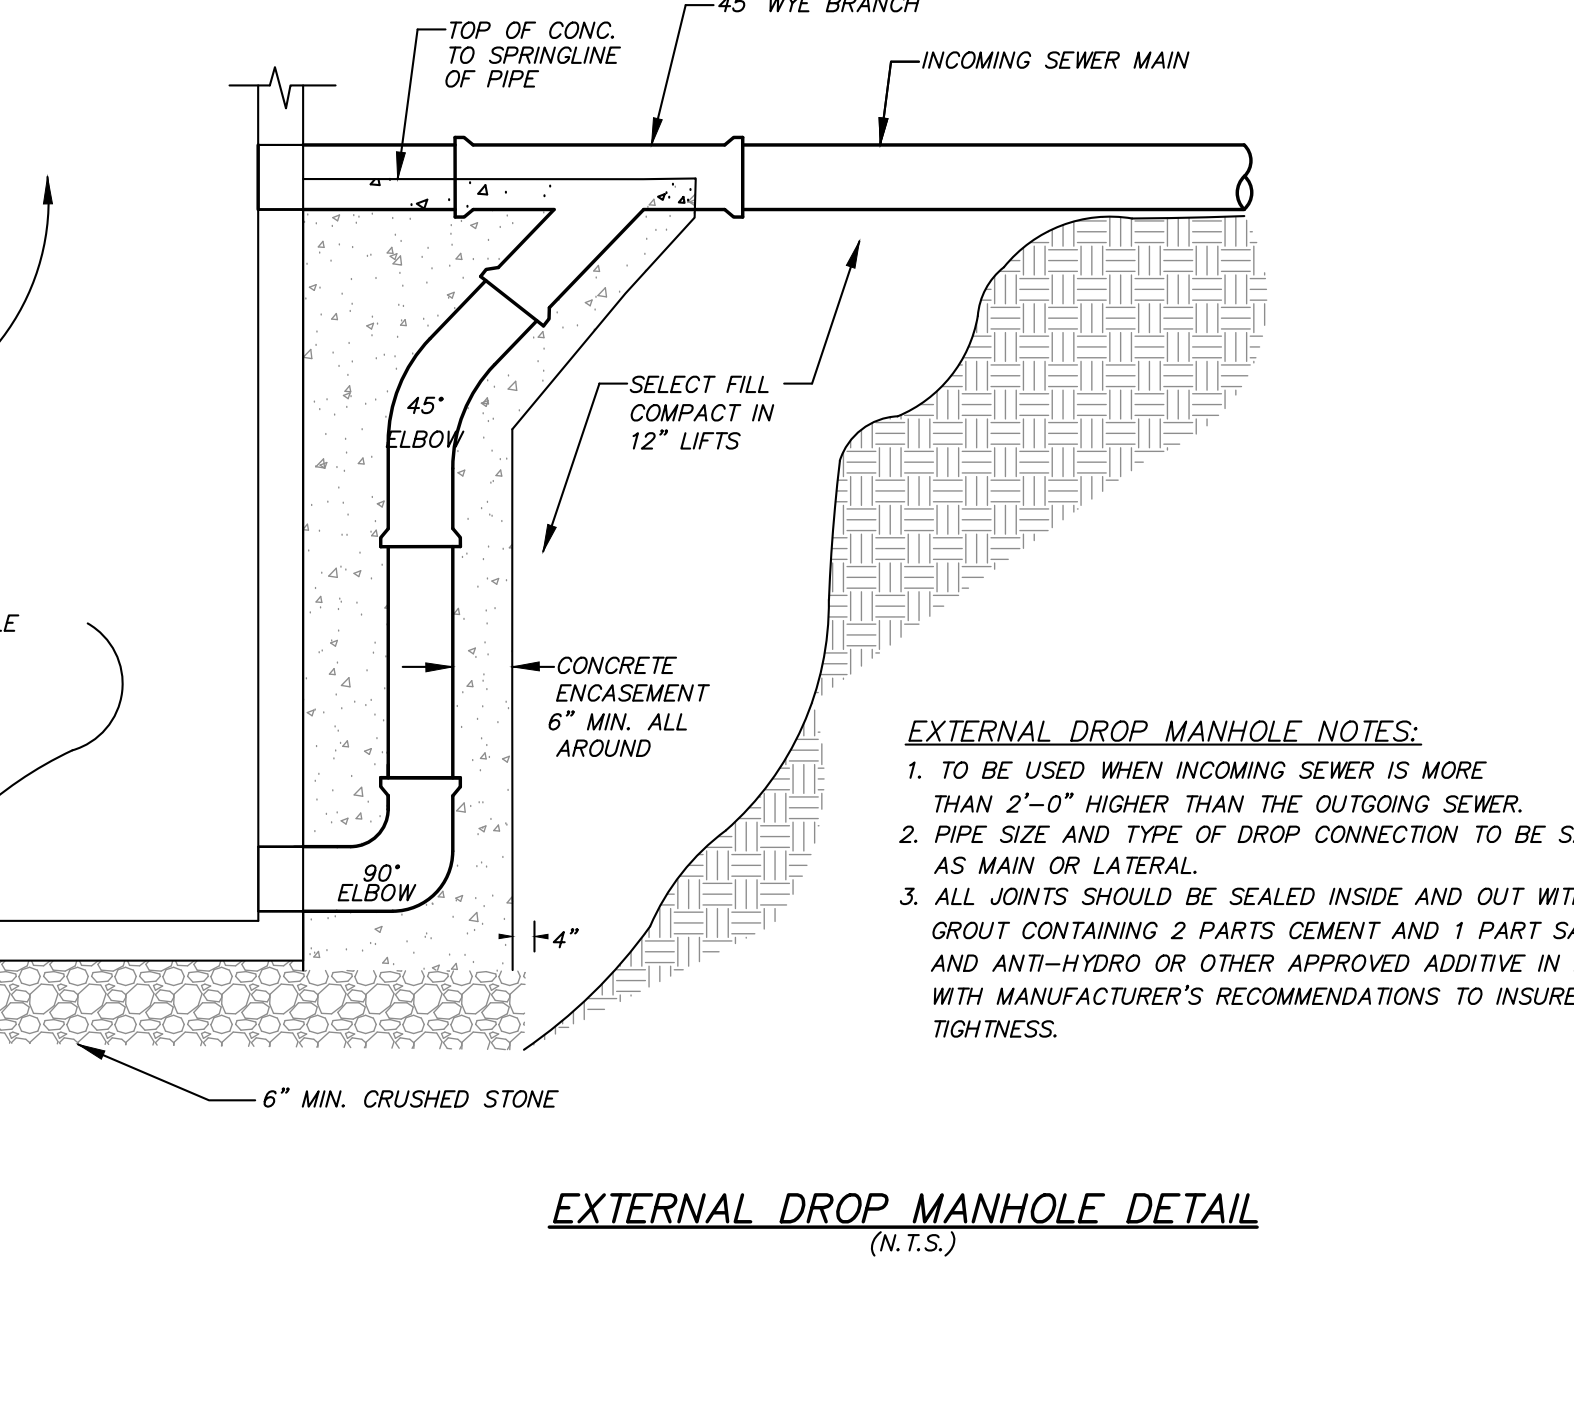 45° WYE BRANCH
TOP OF CONC.
TO SPRINGLINE
OF PIPE
INCOMING SEWER MAIN
SELECT FILL
COMPACT IN
12” LIFTS
45°
ELBOW
CONCRETE
ENCASEMENT
6” MIN. ALL
AROUND
90°
ELBOW
4”
6” MIN. CRUSHED STONE
EXTERNAL DROP MANHOLE NOTES:
1. TO BE USED WHEN INCOMING SEWER IS MORE
THAN 2’–0” HIGHER THAN THE OUTGOING SEWER.
2. PIPE SIZE AND TYPE OF DROP CONNECTION TO BE
AS MAIN OR LATERAL.
3. ALL JOINTS SHOULD BE SEALED INSIDE AND OUT
GROUT CONTAINING 2 PARTS CEMENT AND 1 PART
AND ANTI–HYDRO OR OTHER APPROVED ADDITIVE IN
WITH MANUFACTURER’S RECOMMENDATIONS TO INSURE
TIGHTNESS.
EXTERNAL DROP MANHOLE DETAIL
(N.T.S.)